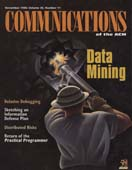 COMMUNICATIONS
of the ACM
Data
Mining
Relative Debugging
Sketching an
Information
Defense Plan
Distributed Risks
Return of the
Practical Programmer